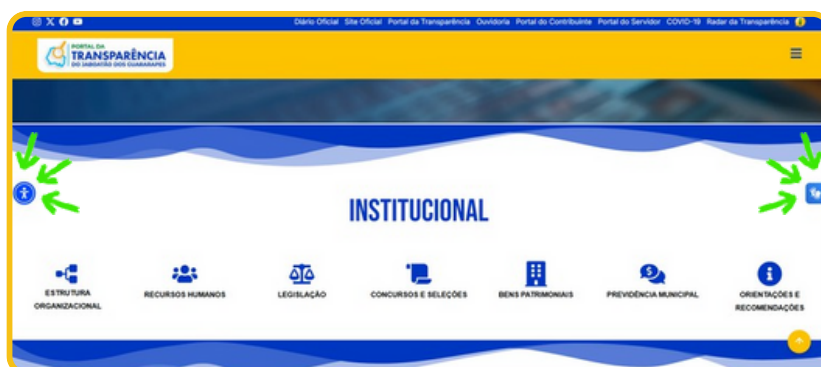 Diário Oficial Site Oficial Portal da Transparência Ouvidoria Portal do Contribuinte Portal do Servidor COVID-19 Radar da Transparência
PORTAL DA
TRANSPARÊNCIA
DO JABOATÃO DOS GUARARAPES
INSTITUCIONAL
ESTRUTURA
ORGANIZACIONAL
RECURSOS HUMANOS
LEGISLAÇÃO
CONCURSOS E SELEÇÕES
BENS PATRIMONIAIS
PREVIDÊNCIA MUNICIPAL
ORIENTAÇÕES E
RECOMENDAÇÕES